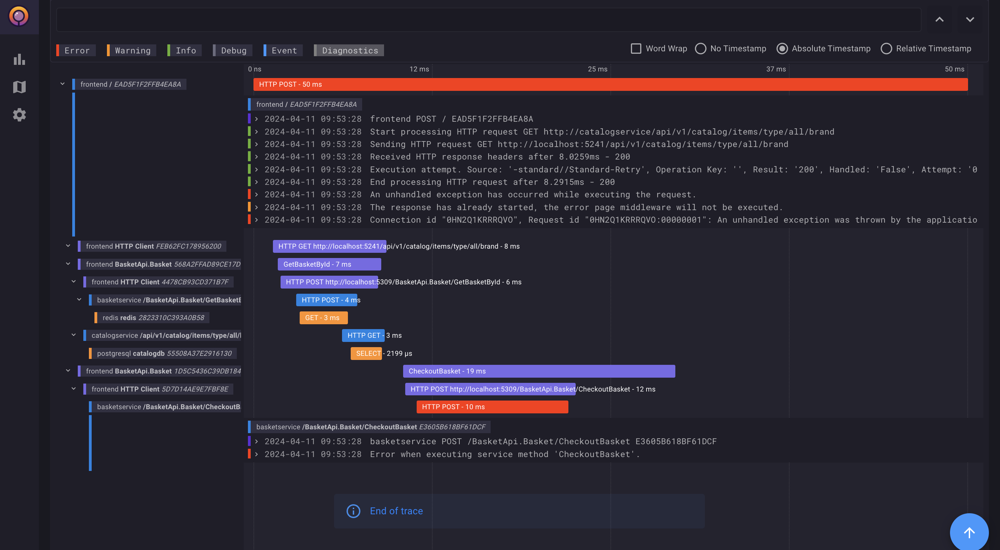 Error Warning Info Debug Event Diagnostics Word Wrap No Timestamp Absolute Timestamp Relative Timestamp
0 ns 12 ms 25 ms 37 ms 50 ms
frontend / EAD5F1F2FFB4EA8A HTTP POST - 50 ms
frontend / EAD5F1F2FFB4EA8A
2024-04-11 09:53:28 frontend POST / EAD5F1F2FFB4EA8A
2024-04-11 09:53:28 Start processing HTTP request GET http://catalogservice/api/v1/catalog/items/type/all/brand
2024-04-11 09:53:28 Sending HTTP request GET http://localhost:5241/api/v1/catalog/items/type/all/brand
2024-04-11 09:53:28 Received HTTP response headers after 8.0259ms - 200
2024-04-11 09:53:28 Execution attempt. Source: '-standard//Standard-Retry', Operation Key: '', Result: '200', Handled: 'False', Attempt: '0
2024-04-11 09:53:28 End processing HTTP request after 8.2915ms - 200
2024-04-11 09:53:28 An unhandled exception has occurred while executing the request.
2024-04-11 09:53:28 The response has already started, the error page middleware will not be executed.
2024-04-11 09:53:28 Connection id "0HN2Q1KRRRQVO", Request id "0HN2Q1KRRRQVO:00000001": An unhandled exception was thrown by the applicatio
frontend HTTP Client FEB62FC178956200 HTTP GET http://localhost:5241/api/v1/catalog/items/type/all/brand - 8 ms
frontend BasketApi.Basket 568A2FFAD89CE17D GetBasketById - 7 ms
frontend HTTP Client 4478CB93CD371B7F HTTP POST http://localhost:5309/BasketApi.Basket/GetBasketById - 6 ms
basketservice /BasketApi.Basket/GetBasketB HTTP POST - 4 ms
redis redis 2823310C393A0B58 GET - 3 ms
catalogservice /api/v1/catalog/items/type/all/ HTTP GET - 3 ms
postgresql catalogdb 55508A37E2916130 SELECT - 2199 μs
frontend BasketApi.Basket 1D5C5436C39DB184 CheckoutBasket - 19 ms
frontend HTTP Client 5D7D14AE9E7FBF8E HTTP POST http://localhost:5309/BasketApi.Basket/CheckoutBasket - 12 ms
basketservice /BasketApi.Basket/CheckoutB HTTP POST - 10 ms
basketservice /BasketApi.Basket/CheckoutBasket E3605B618BF61DCF
2024-04-11 09:53:28 basketservice POST /BasketApi.Basket/CheckoutBasket E3605B618BF61DCF
2024-04-11 09:53:28 Error when executing service method 'CheckoutBasket'.
End of trace